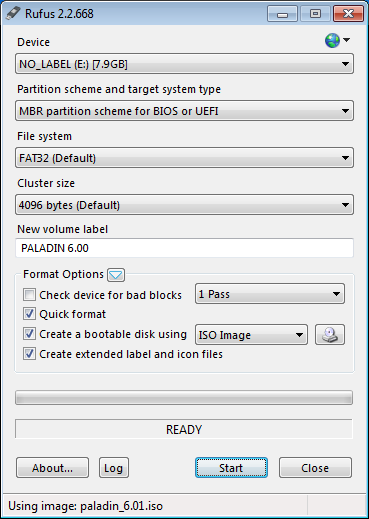 Rufus 2.2.668
Device
NO_LABEL (E:) [7.9GB]
Partition scheme and target system type
MBR partition scheme for BIOS or UEFI
File system
FAT32 (Default)
Cluster size
4096 bytes (Default)
New volume label
PALADIN 6.00
Format Options
Check device for bad blocks 1 Pass
Quick format
Create a bootable disk using ISO Image
Create extended label and icon files
READY
About... Log Start Close
Using image: paladin_6.01.iso